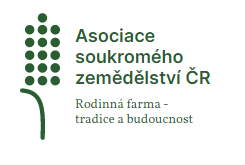 Asociace
soukromého
zemědělství ČR
Rodinná farma -
tradice a budoucnost